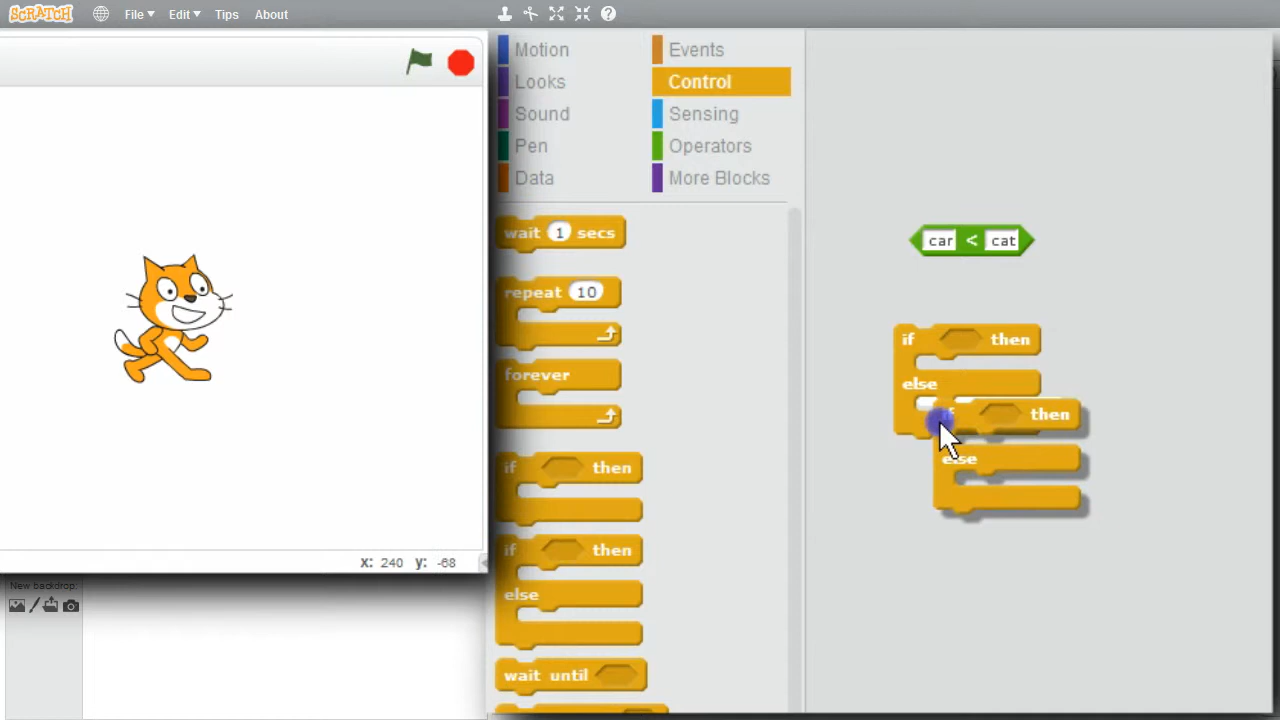 SCRATCH File Edit Tips About
Motion Events
Looks Control
Sound Sensing
Pen Operators
Data More Blocks
wait 1 secs
repeat 10
forever
if then
if then
else
wait until
car < cat
if then
else
then
else
x: 240 y: -68
New backdrop: